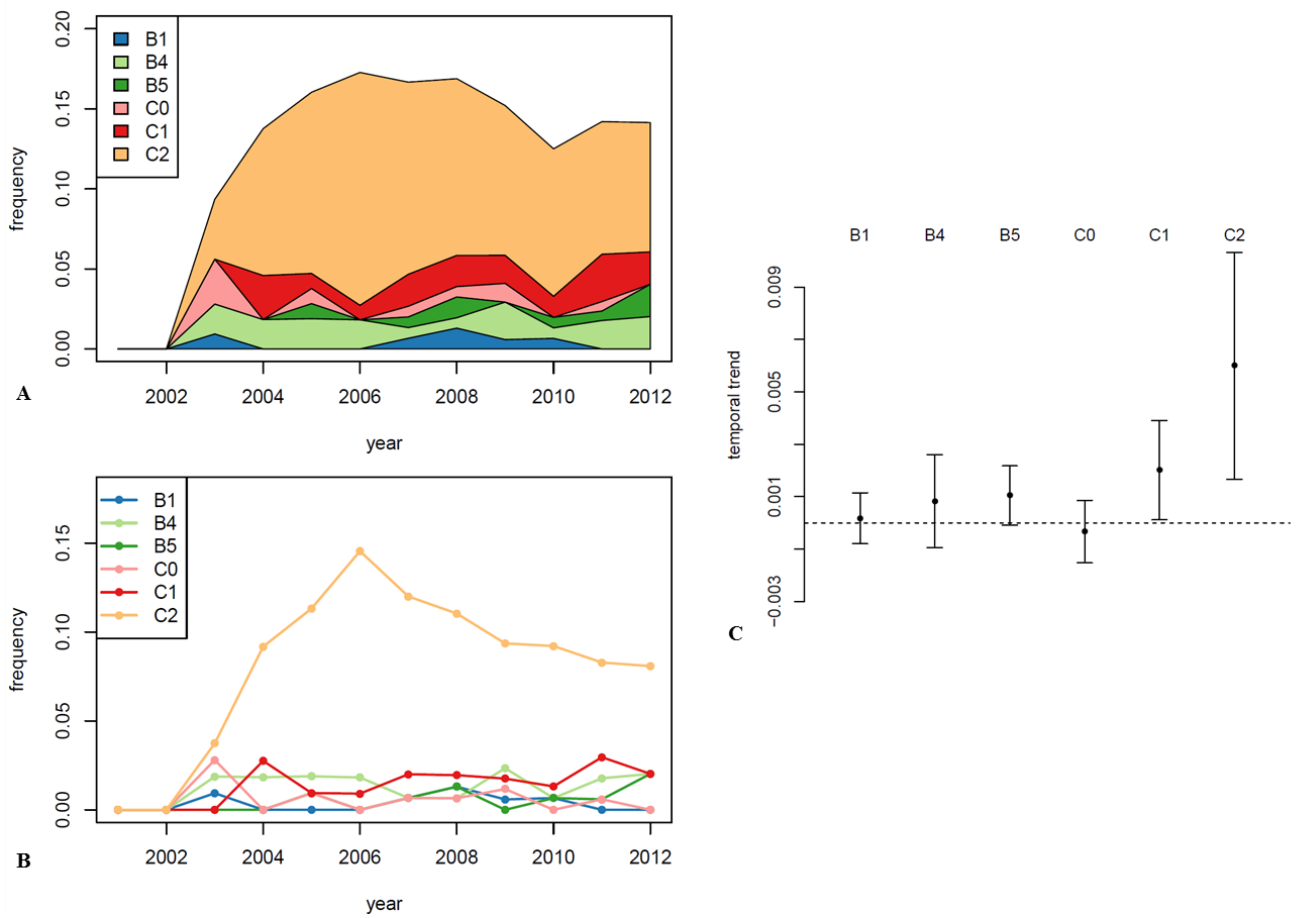 0.20
0.15
0.10
0.05
0.00
frequency
B1
B4
B5
C0
C1
C2
2002
2004
2006
2008
2010
2012
year
A
0.15
0.10
0.05
0.00
frequency
B1
B4
B5
C0
C1
C2
2002
2004
2006
2008
2010
2012
year
B
B1
B4
B5
C0
C1
C2
0.009
0.005
0.001
−0.003
temporal trend
C